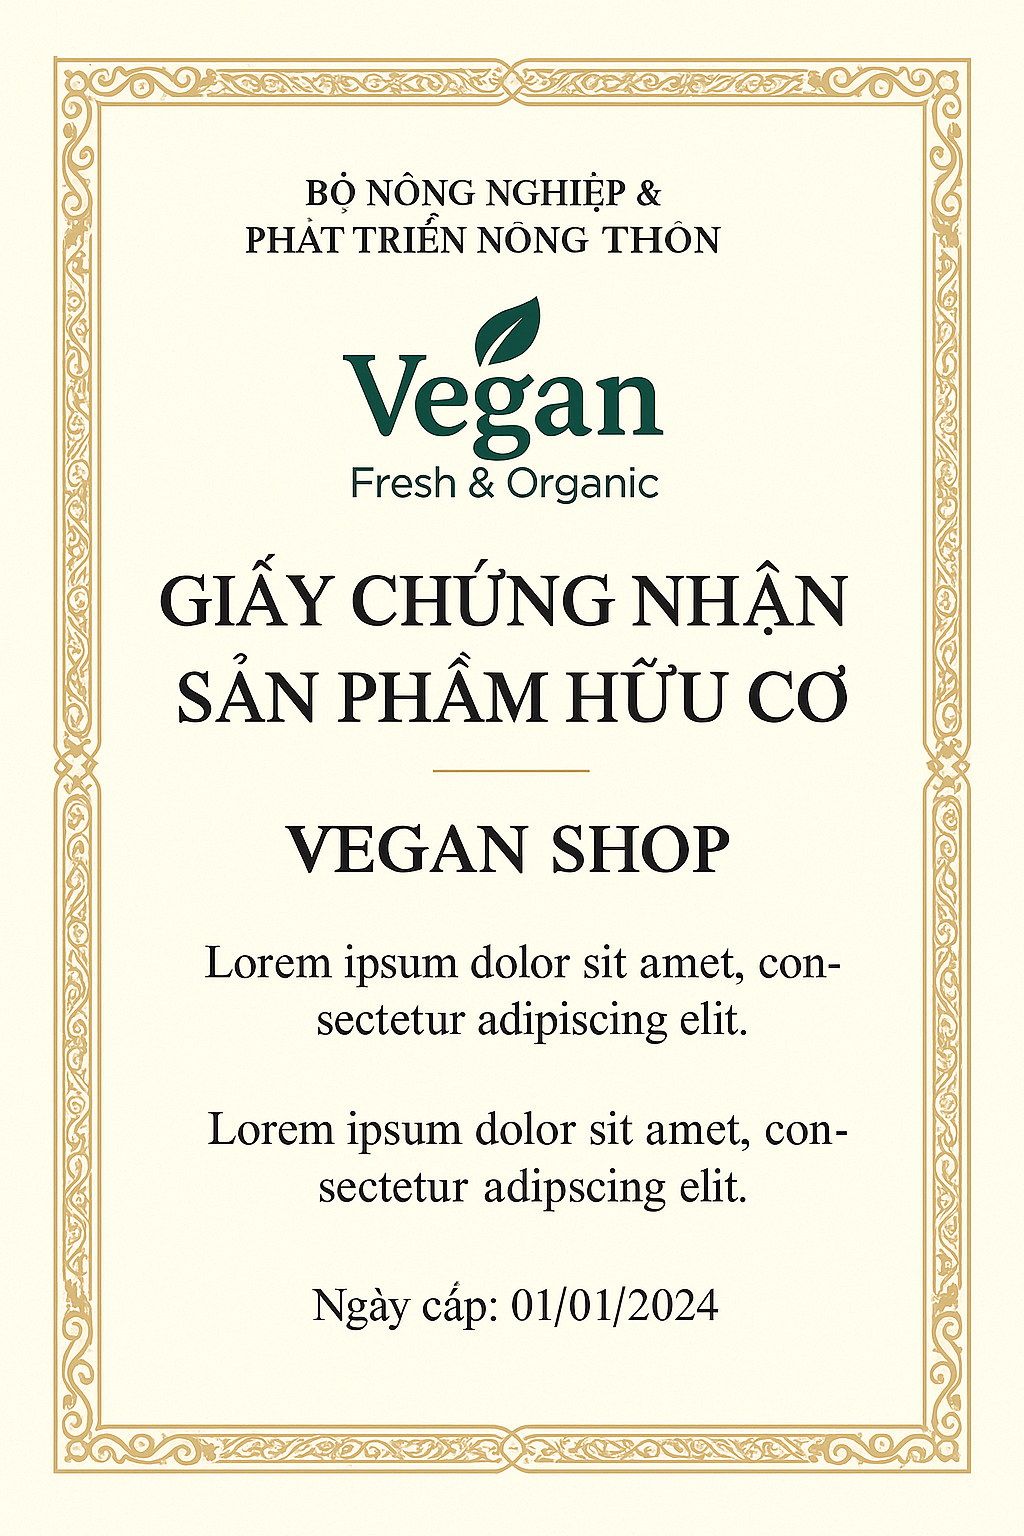 BỘ NÔNG NGHIỆP &
PHÁT TRIỂN NÔNG THÔN
Vegan
Fresh & Organic
GIẤY CHỨNG NHẬN
SẢN PHẦM HỮU CƠ
VEGAN SHOP
Lorem ipsum dolor sit amet, con-
sectetur adipiscing elit.
Lorem ipsum dolor sit amet, con-
sectetur adipscing elit.
Ngày cấp: 01/01/2024